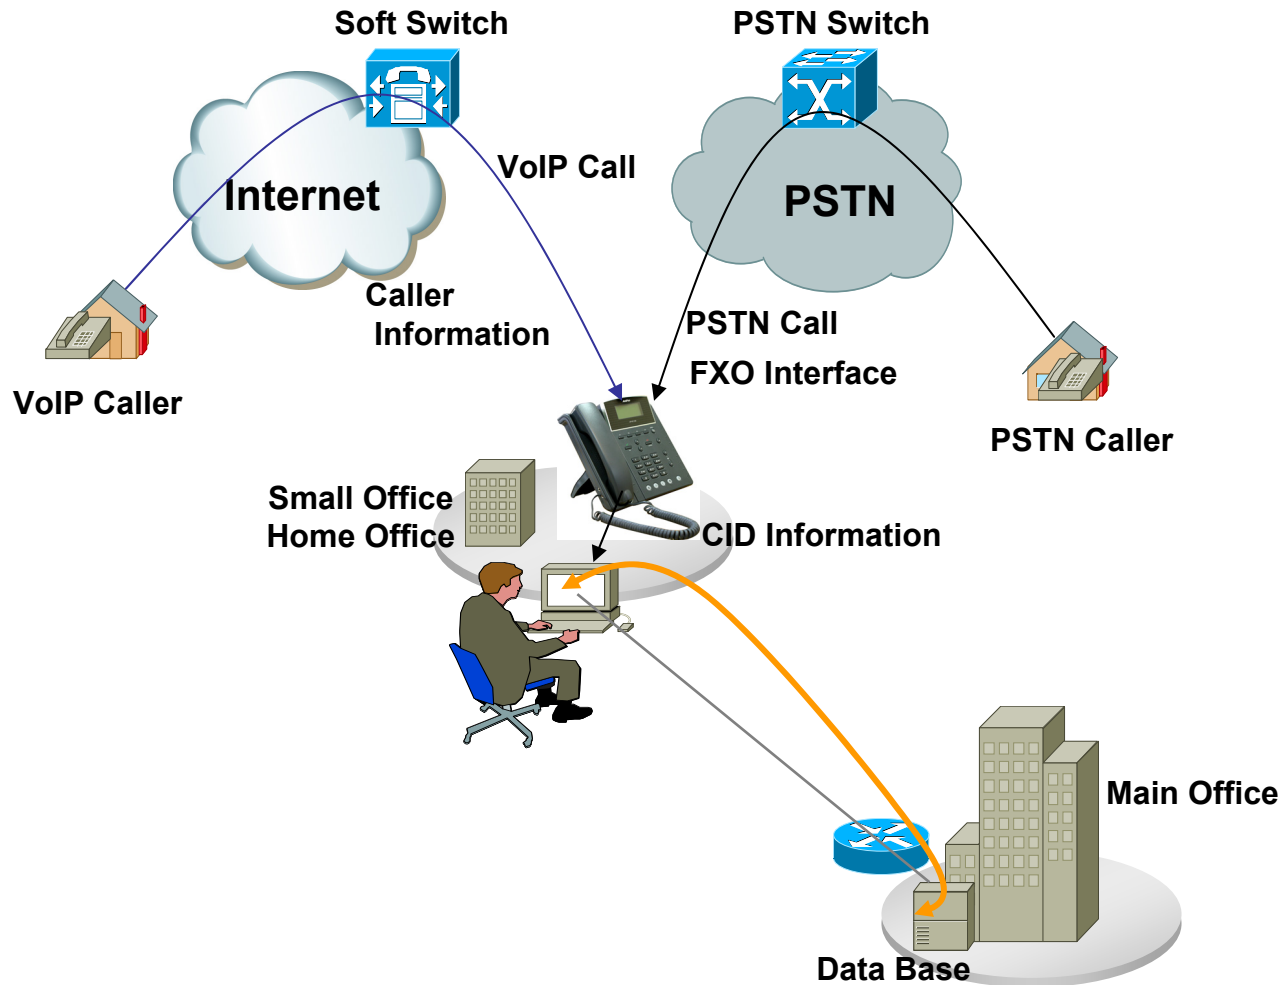 Soft Switch
PSTN Switch
VoIP Call
Internet
PSTN
Caller
Information
PSTN Call
FXO Interface
VoIP Caller
PSTN Caller
Small Office
Home Office
CID Information
Main Office
Data Base